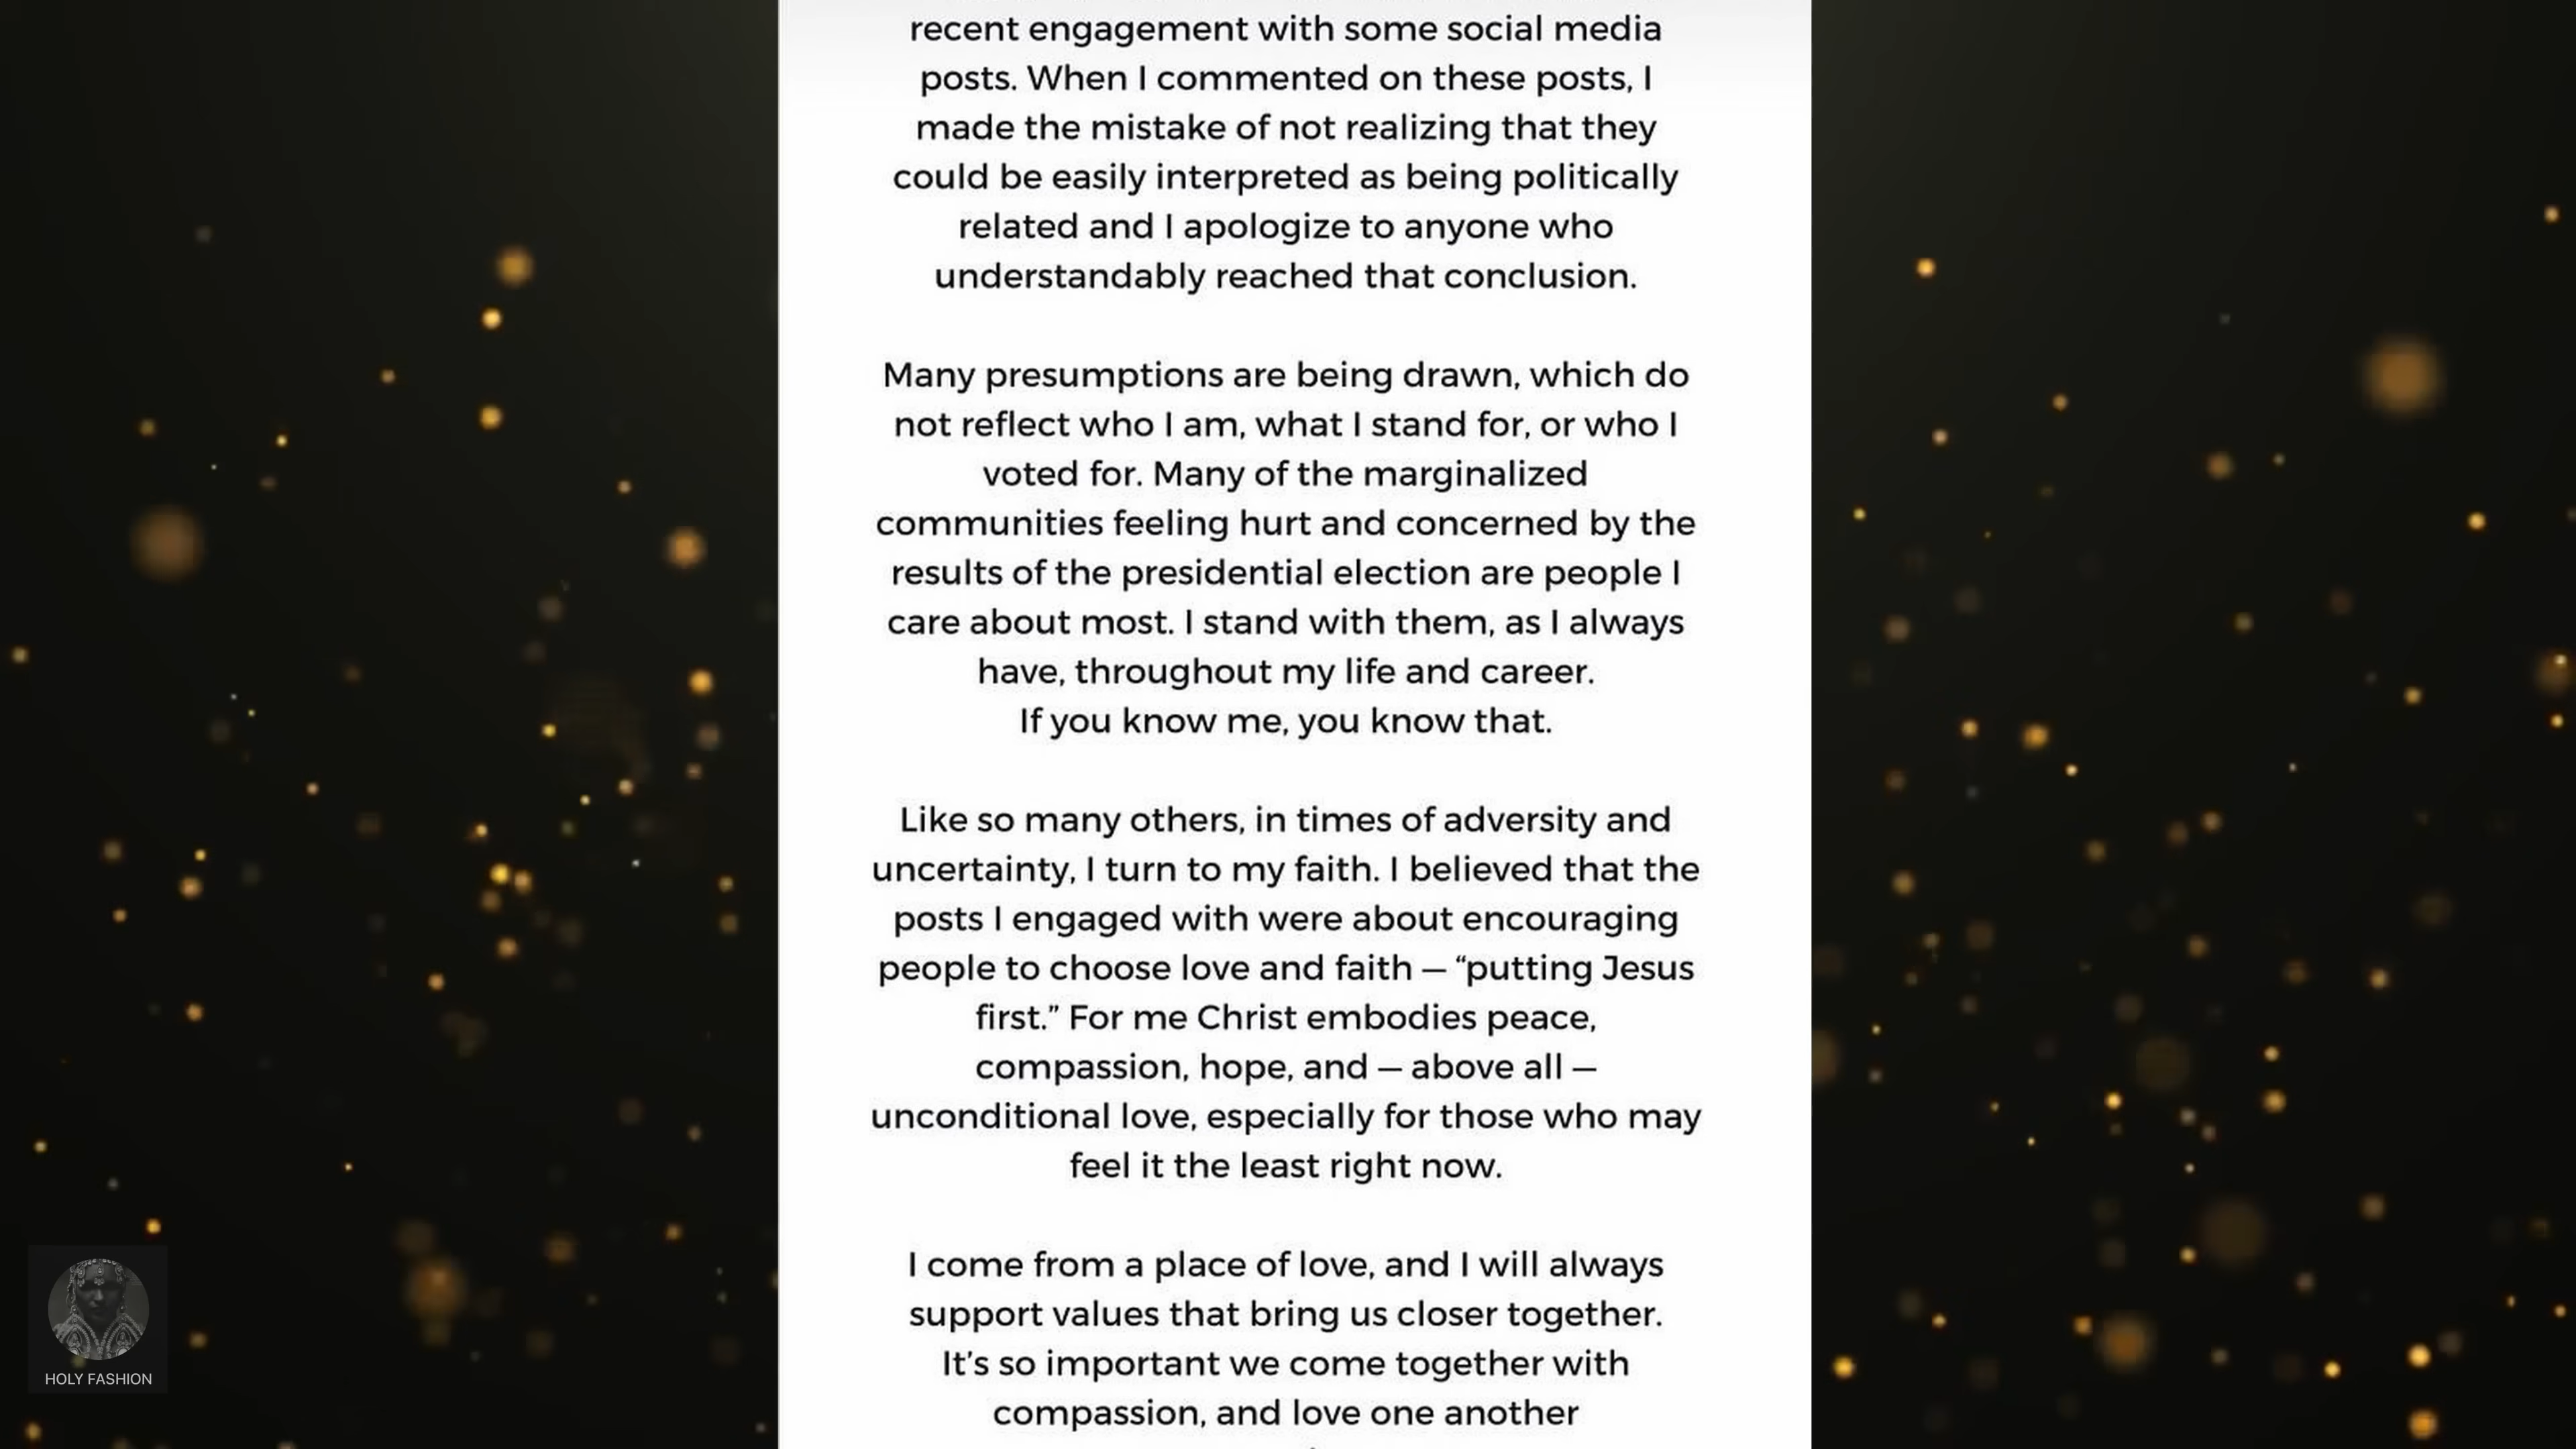 recent engagement with some social media
posts. When I commented on these posts, I
made the mistake of not realizing that they
could be easily interpreted as being politically
related and I apologize to anyone who
understandably reached that conclusion.
Many presumptions are being drawn, which do
not reflect who I am, what I stand for, or who I
voted for. Many of the marginalized
communities feeling hurt and concerned by the
results of the presidential election are people I
care about most. I stand with them, as I always
have, throughout my life and career.
If you know me, you know that.
Like so many others, in times of adversity and
uncertainty, I turn to my faith. I believed that the
posts I engaged with were about encouraging
people to choose love and faith — “putting Jesus
first.” For me Christ embodies peace,
compassion, hope, and — above all —
unconditional love, especially for those who may
feel it the least right now.
I come from a place of love, and I will always
support values that bring us closer together.
It’s so important we come together with
compassion, and love one another
HOLY FASHION